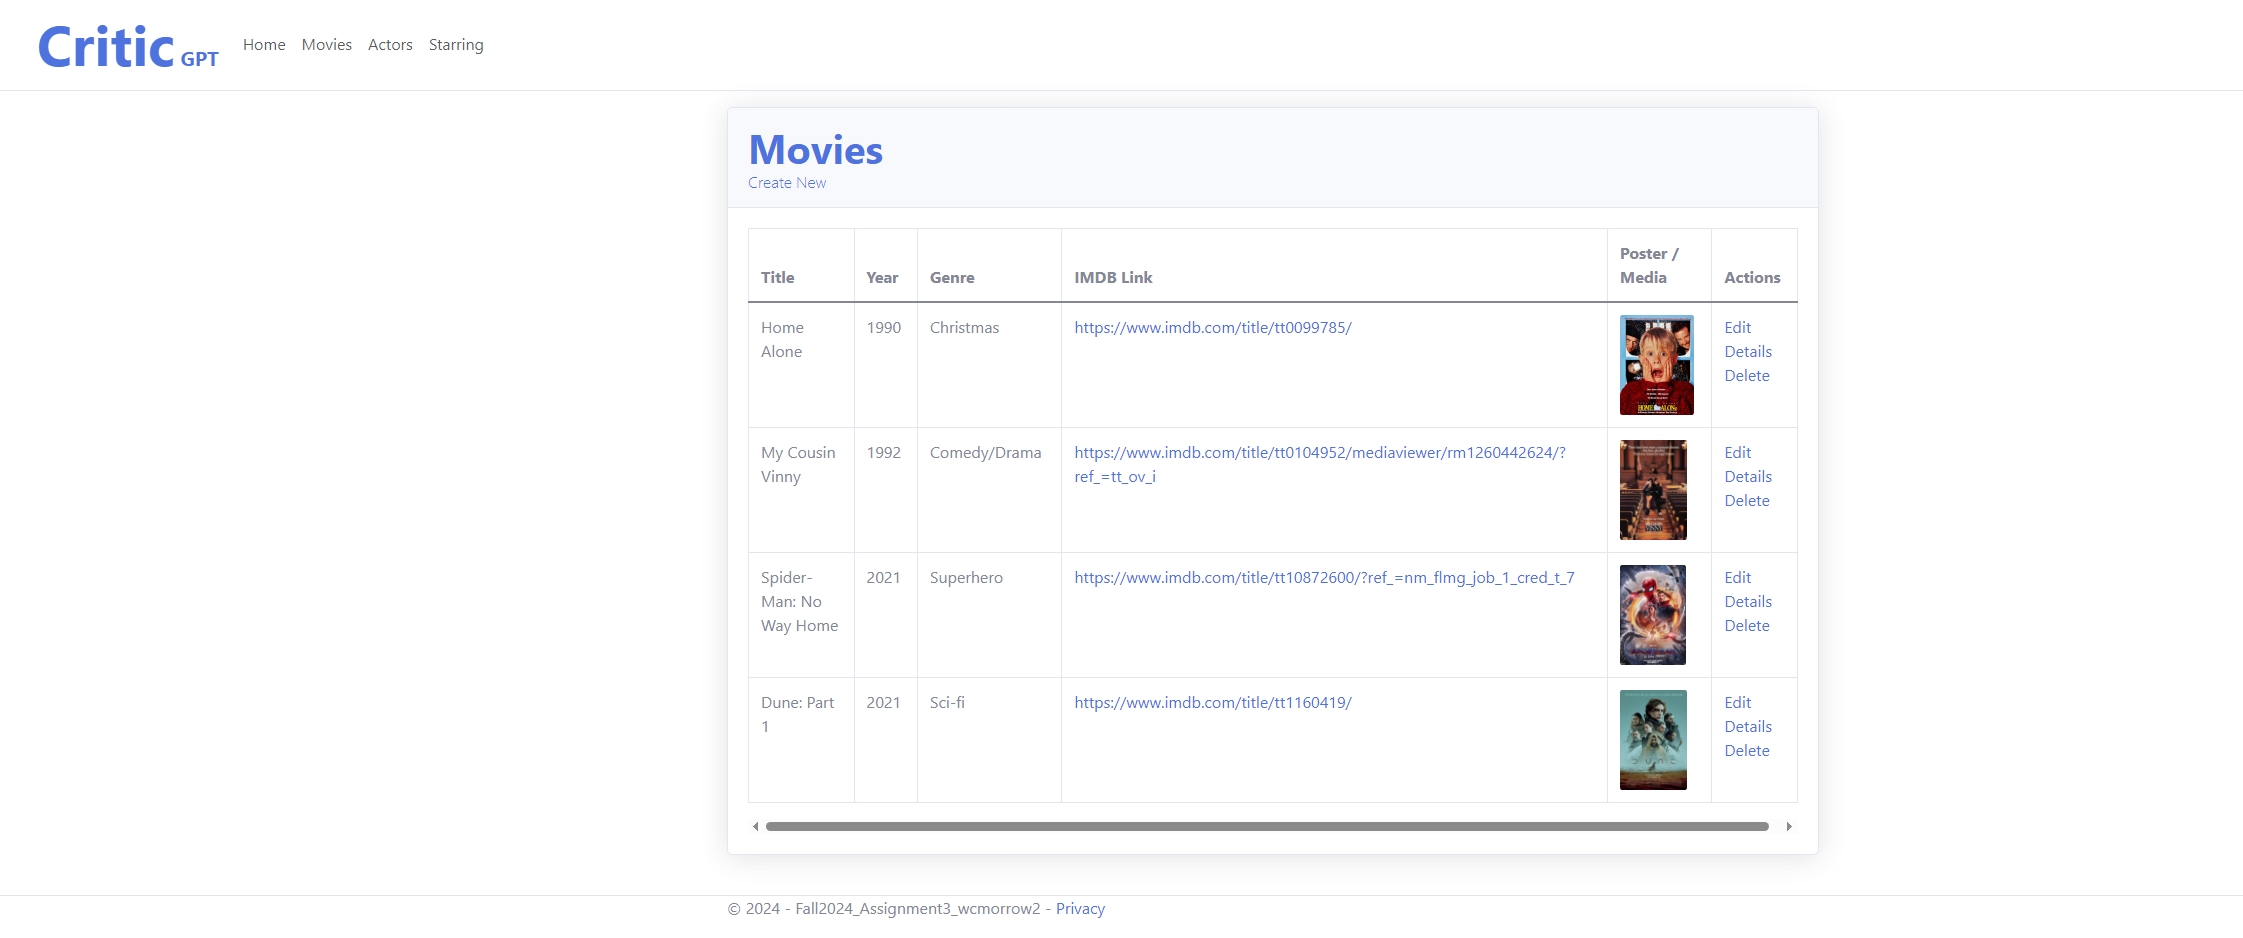 Critic GPT
Home Movies Actors Starring
Movies
Create New
Title Year Genre IMDB Link Poster / Media Actions
Home Alone 1990 Christmas https://www.imdb.com/title/tt0099785/ Edit Details Delete
HOME ALONE
My Cousin Vinny 1992 Comedy/Drama https://www.imdb.com/title/tt0104952/mediaviewer/rm1260442624/?ref_=tt_ov_i Edit Details Delete
Spider-Man: No Way Home 2021 Superhero https://www.imdb.com/title/tt10872600/?ref_=nm_flmg_job_1_cred_t_7 Edit Details Delete
Dune: Part 1 2021 Sci-fi https://www.imdb.com/title/tt1160419/ Edit Details Delete
DUNE
© 2024 - Fall2024_Assignment3_wcmorrow2 - Privacy